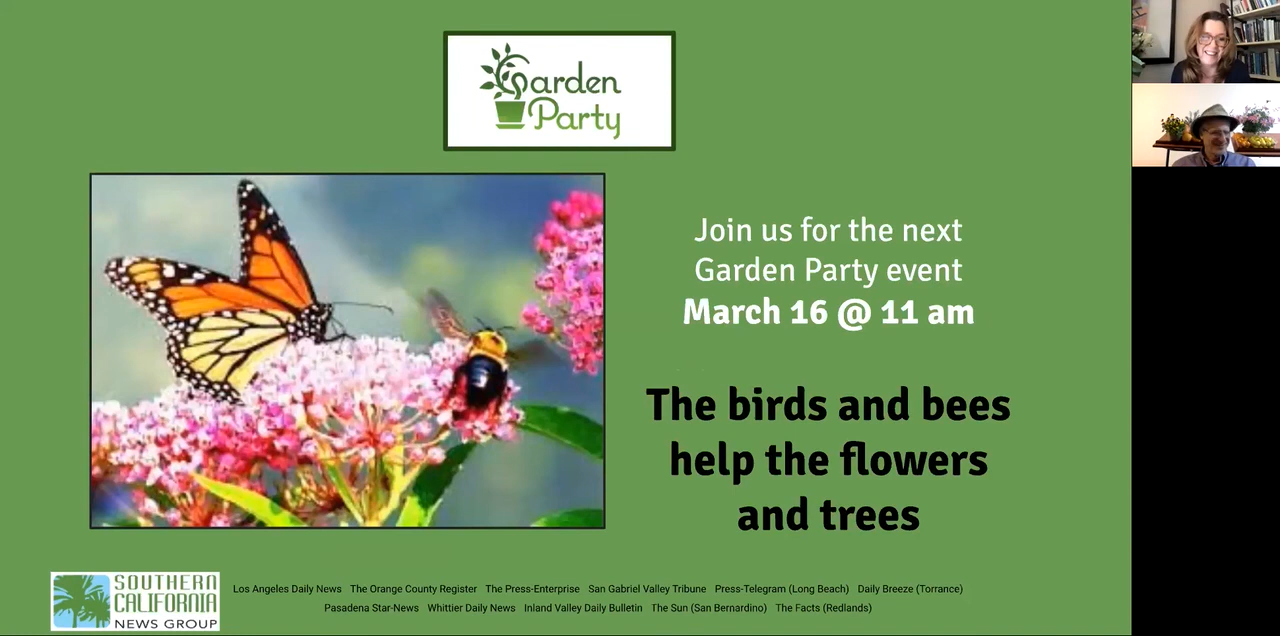 Garden
Party
Join us for the next
Garden Party event
March 16 @ 11 am
The birds and bees
help the flowers
and trees
SOUTHERN
CALIFORNIA
NEWS GROUP
Los Angeles Daily News The Orange County Register The Press-Enterprise San Gabriel Valley Tribune Press-Telegram (Long Beach) Daily Breeze (Torrance)
Pasadena Star-News Whittier Daily News Inland Valley Daily Bulletin The Sun (San Bernardino) The Facts (Redlands)